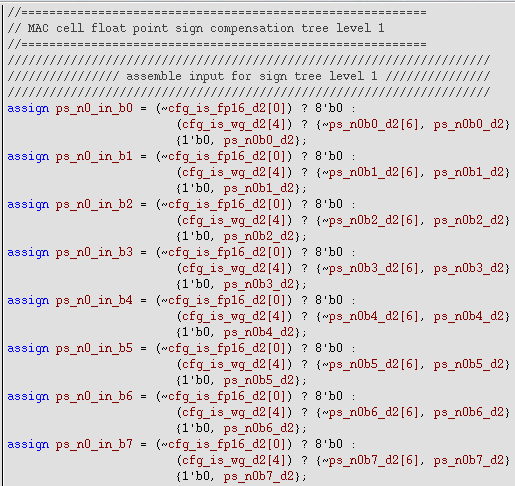 //==========================================================
// MAC cell float point sign compensation tree level 1
//==========================================================
/////////////////////////////////////////////////////////////////////
//////////////// assemble input for sign tree level 1 ///////////////
/////////////////////////////////////////////////////////////////////
assign ps_n0_in_b0 = (~cfg_is_fp16_d2[0]) ? 8'b0 :
(cfg_is_wg_d2[4]) ? {~ps_n0b0_d2[6], ps_n0b0_d2}
{1'b0, ps_n0b0_d2};
assign ps_n0_in_b1 = (~cfg_is_fp16_d2[0]) ? 8'b0 :
(cfg_is_wg_d2[4]) ? {~ps_n0b1_d2[6], ps_n0b1_d2}
{1'b0, ps_n0b1_d2};
assign ps_n0_in_b2 = (~cfg_is_fp16_d2[0]) ? 8'b0 :
(cfg_is_wg_d2[4]) ? {~ps_n0b2_d2[6], ps_n0b2_d2}
{1'b0, ps_n0b2_d2};
assign ps_n0_in_b3 = (~cfg_is_fp16_d2[0]) ? 8'b0 :
(cfg_is_wg_d2[4]) ? {~ps_n0b3_d2[6], ps_n0b3_d2}
{1'b0, ps_n0b3_d2};
assign ps_n0_in_b4 = (~cfg_is_fp16_d2[0]) ? 8'b0 :
(cfg_is_wg_d2[4]) ? {~ps_n0b4_d2[6], ps_n0b4_d2}
{1'b0, ps_n0b4_d2};
assign ps_n0_in_b5 = (~cfg_is_fp16_d2[0]) ? 8'b0 :
(cfg_is_wg_d2[4]) ? {~ps_n0b5_d2[6], ps_n0b5_d2}
{1'b0, ps_n0b5_d2};
assign ps_n0_in_b6 = (~cfg_is_fp16_d2[0]) ? 8'b0 :
(cfg_is_wg_d2[4]) ? {~ps_n0b6_d2[6], ps_n0b6_d2}
{1'b0, ps_n0b6_d2};
assign ps_n0_in_b7 = (~cfg_is_fp16_d2[0]) ? 8'b0 :
(cfg_is_wg_d2[4]) ? {~ps_n0b7_d2[6], ps_n0b7_d2}
{1'b0, ps_n0b7_d2};